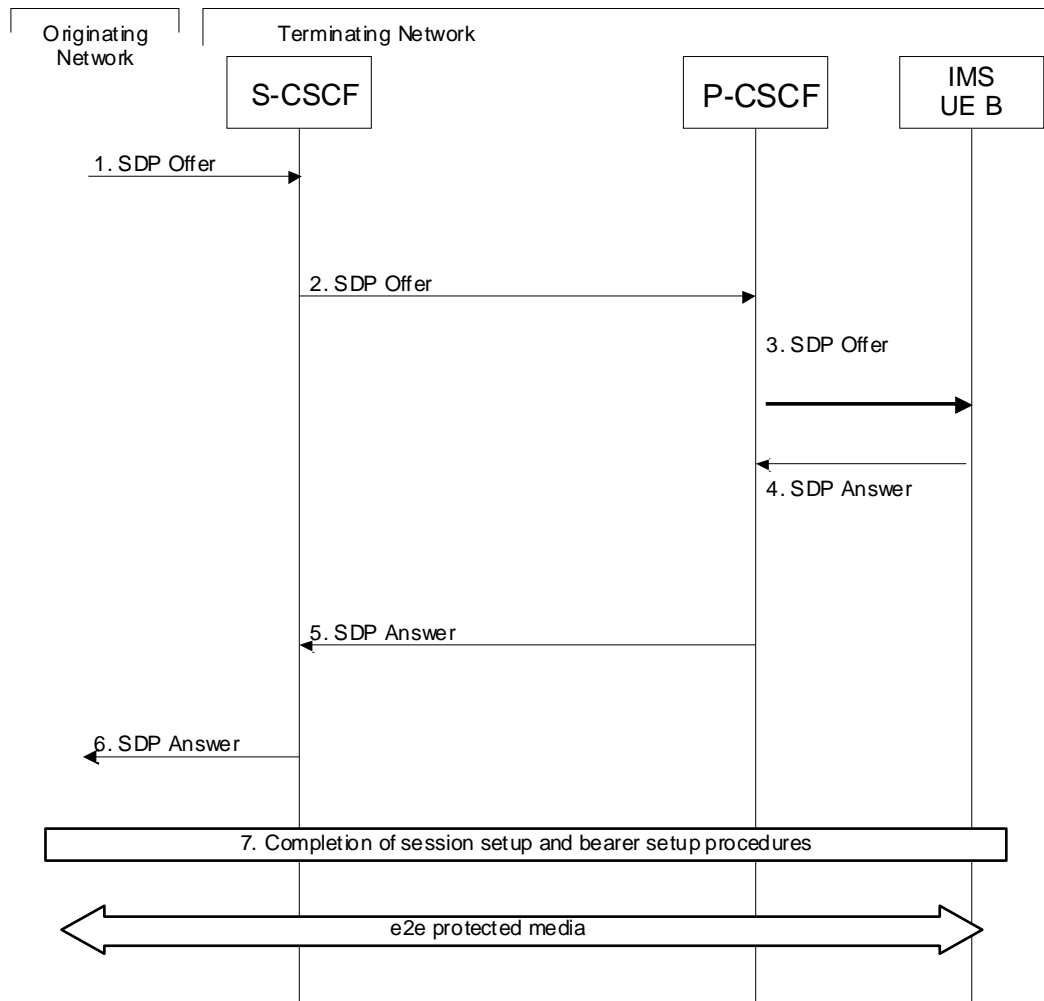 Originating
Network
Terminating Network
S-CSCF
P-CSCF
IMS
UE B
1. SDP Offer
2. SDP Offer
3. SDP Offer
4. SDP Answer
5. SDP Answer
6. SDP Answer
7. Completion of session setup and bearer setup procedures
e2e protected media